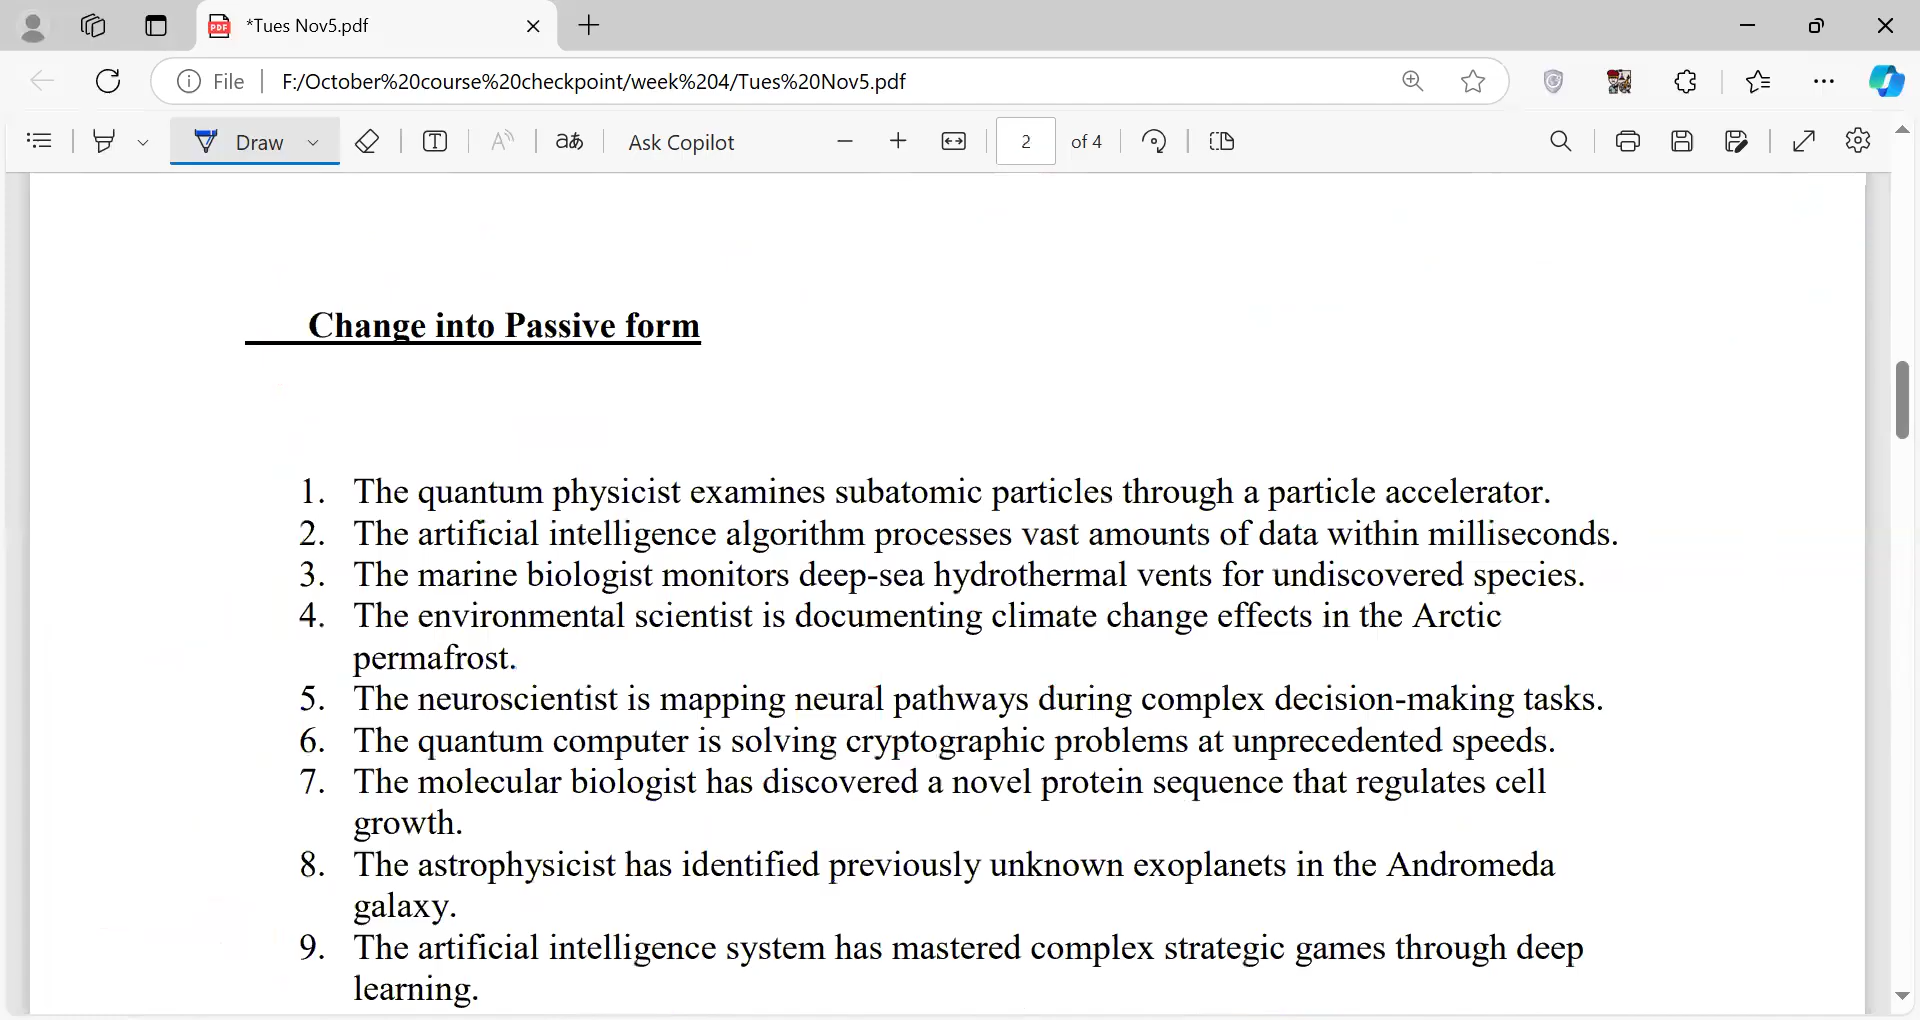 *Tues Nov5.pdf
File
F:/October%20course%20checkpoint/week%204/Tues%20Nov5.pdf
Draw
Ask Copilot
2 of 4
Change into Passive form
1. The quantum physicist examines subatomic particles through a particle accelerator.
2. The artificial intelligence algorithm processes vast amounts of data within milliseconds.
3. The marine biologist monitors deep-sea hydrothermal vents for undiscovered species.
4. The environmental scientist is documenting climate change effects in the Arctic
permafrost.
5. The neuroscientist is mapping neural pathways during complex decision-making tasks.
6. The quantum computer is solving cryptographic problems at unprecedented speeds.
7. The molecular biologist has discovered a novel protein sequence that regulates cell
growth.
8. The astrophysicist has identified previously unknown exoplanets in the Andromeda
galaxy.
9. The artificial intelligence system has mastered complex strategic games through deep
learning.